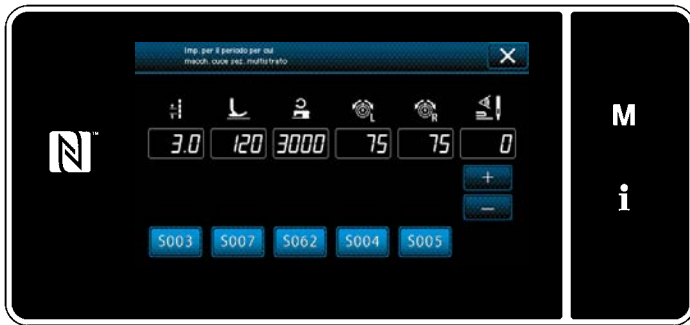 Imp. per il periodo per cui
macch. cuce sez. multistrato
L R
3.0 120 3000 75 75 0
M
+
i
−
S003 S007 S062 S004 S005